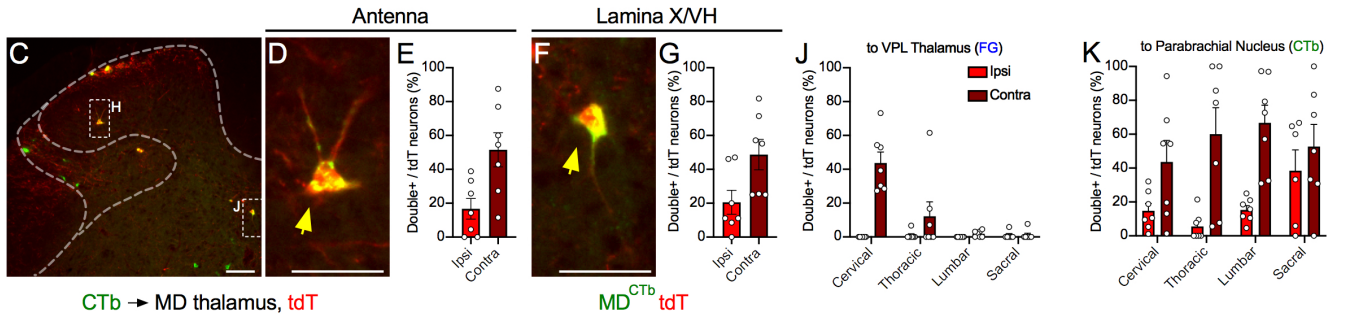 Antenna
Lamina X/VH
C
D
E
F
G
J
K
H
J
Double+ / tdT neurons (%)
100
80
60
40
20
0
Ipsi
Contra
Double+ / tdT neurons (%)
100
80
60
40
20
0
Ipsi
Contra
to VPL Thalamus (FG)
Ipsi
Contra
Double+ / tdT neurons (%)
100
80
60
40
20
0
Cervical
Thoracic
Lumbar
Sacral
to Parabrachial Nucleus (CTb)
Double+ / tdT neurons (%)
100
80
60
40
20
0
Cervical
Thoracic
Lumbar
Sacral
CTb → MD thalamus, tdT
MD^CTb tdT